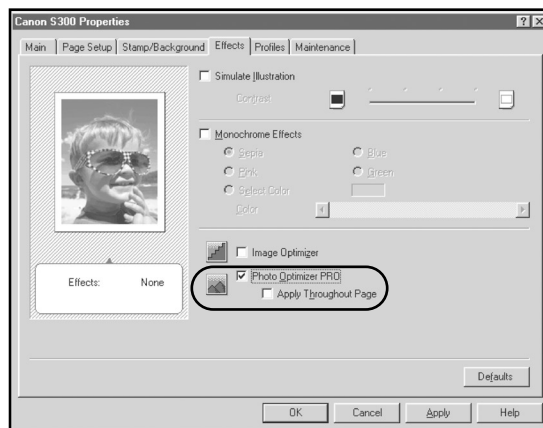 Canon S300 Properties
Main Page Setup Stamp/Background Effects Profiles Maintenance
Simulate Illustration
Contrast
Monochrome Effects
Sepia Blue
Pink Green
Select Color
Color
Image Optimizer
Photo Optimizer PRO
Apply Throughout Page
Effects: None
Defaults
OK Cancel Apply Help